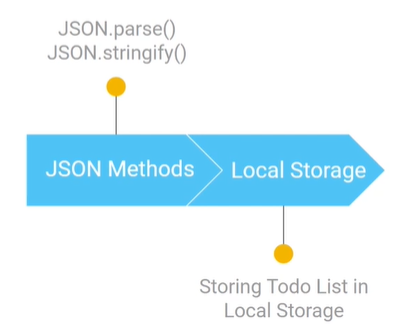 JSON.parse()
JSON.stringify()
JSON Methods
Local Storage
Storing Todo List in
Local Storage